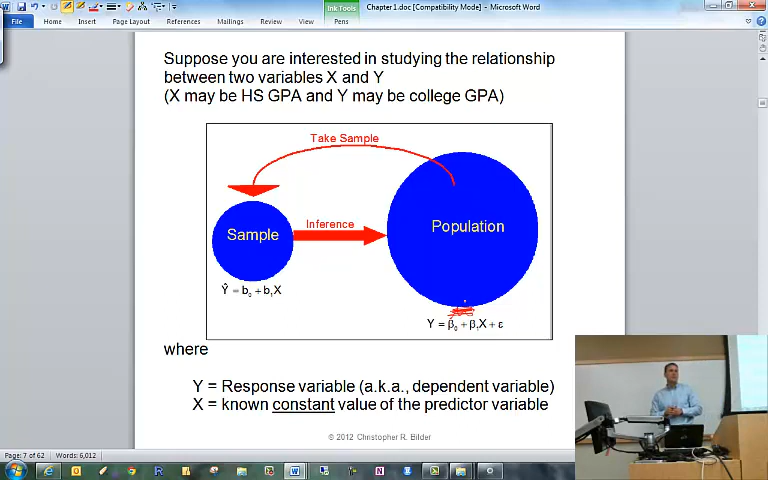 Ink Tools
Chapter 1.doc [Compatibility Mode] - Microsoft Word
File
Home
Insert
Page Layout
References
Mailings
Review
View
Pens
Suppose you are interested in studying the relationship
between two variables X and Y
(X may be HS GPA and Y may be college GPA)
Take Sample
Sample
Inference
Population
Ŷ = b₀ + b₁X
Y = β₀ + β₁X + ε
where
Y = Response variable (a.k.a., dependent variable)
X = known constant value of the predictor variable
© 2012 Christopher R. Bilder
Page: 7 of 62
Words: 6,012